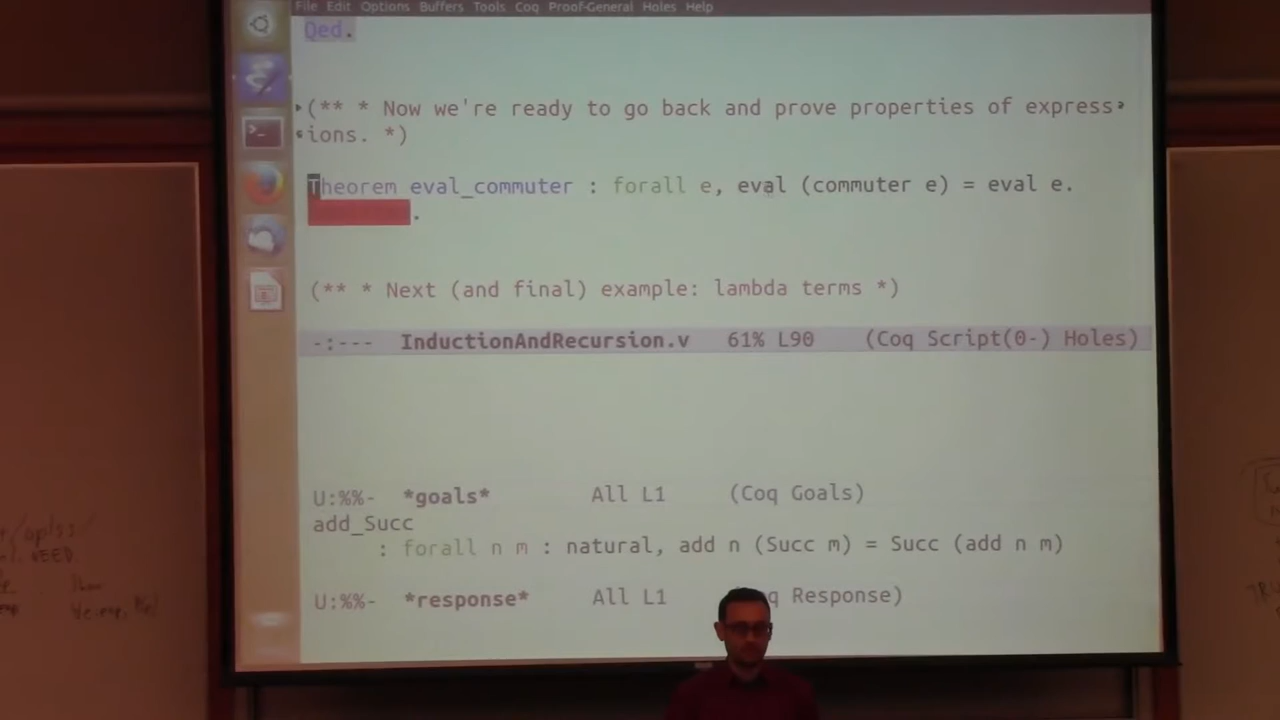 File Edit Options Buffers Tools Coq Proof-General Holes Help
Qed.
(** * Now we're ready to go back and prove properties of express
ions. *)
Theorem eval_commuter : forall e, eval (commuter e) = eval e.
.
(** * Next (and final) example: lambda terms *)
-:--- InductionAndRecursion.v 61% L90 (Coq Script(0-) Holes)
U:%%- *goals* All L1 (Coq Goals)
add_Succ
: forall n m : natural, add n (Succ m) = Succ (add n m)
U:%%- *response* All L1 Response)